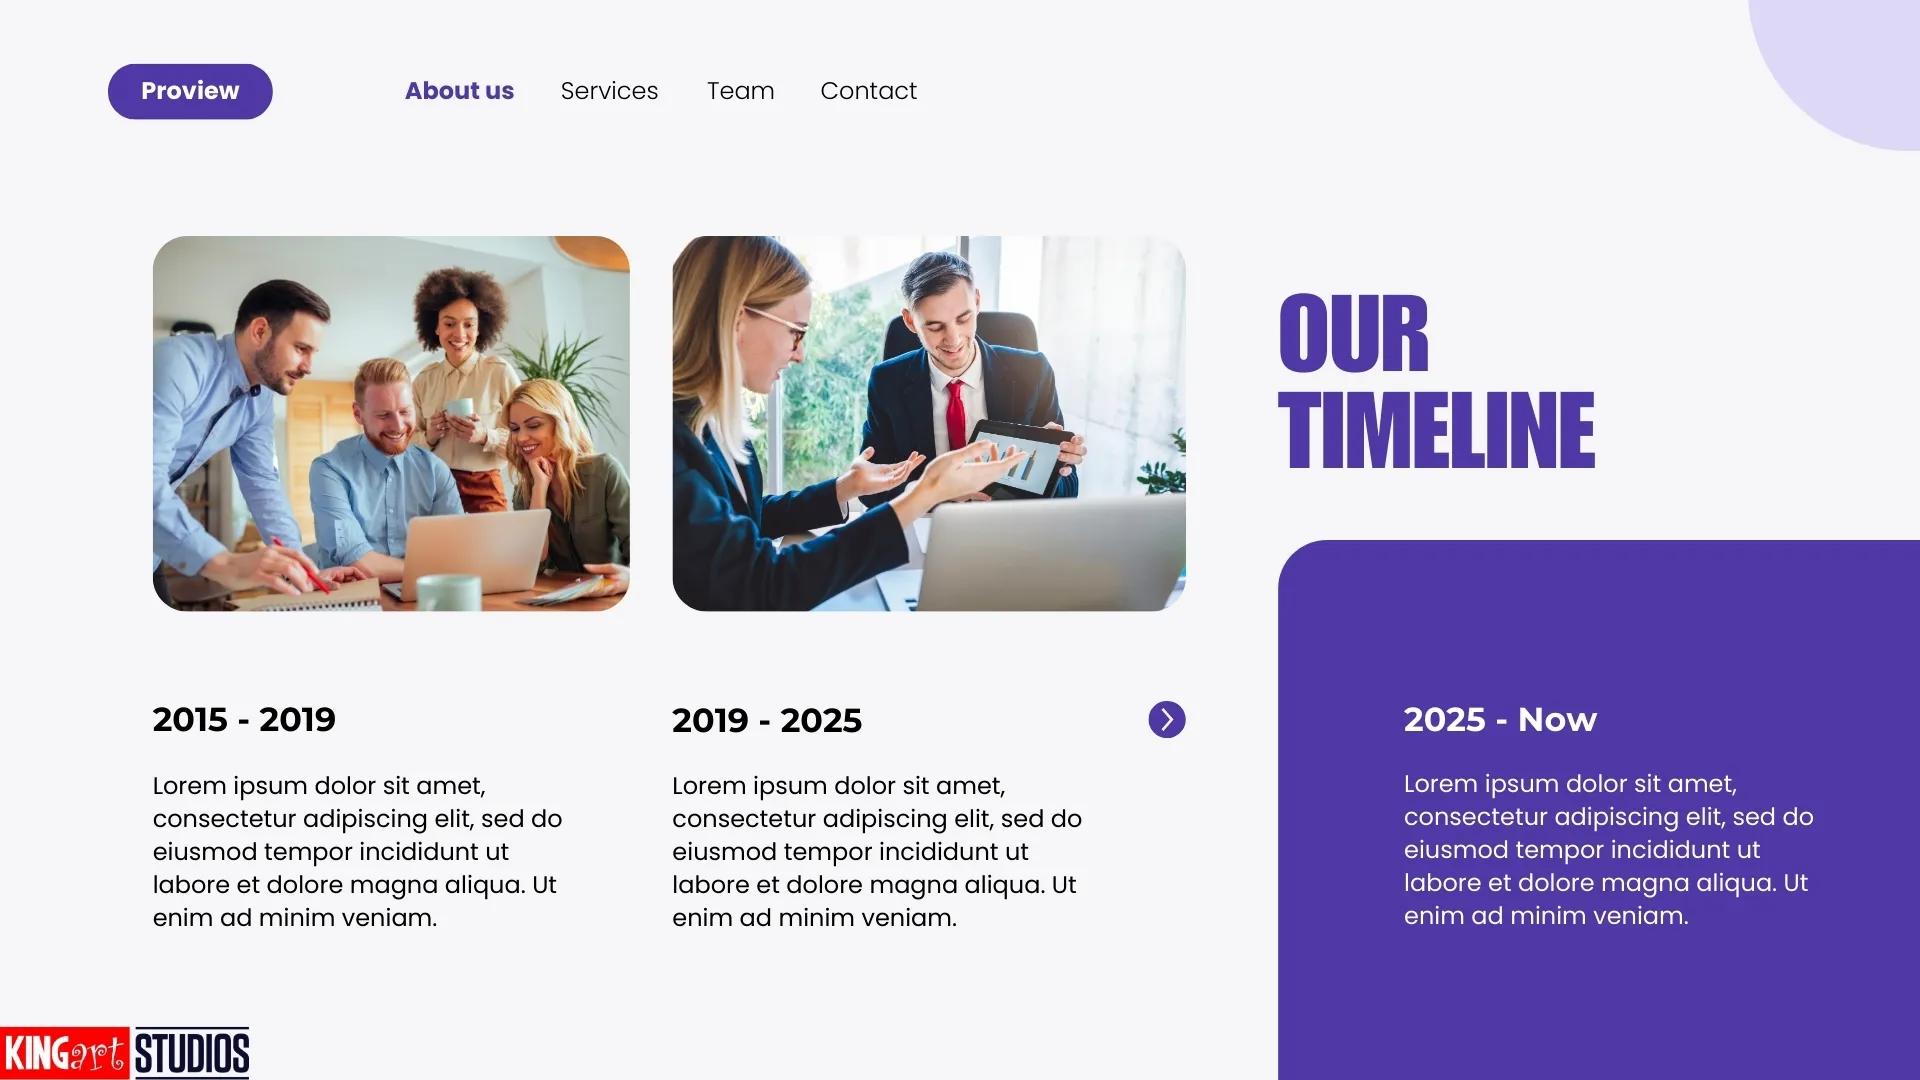 Proview
About us
Services
Team
Contact
OUR
TIMELINE
2015 - 2019
Lorem ipsum dolor sit amet,
consectetur adipiscing elit, sed do
eiusmod tempor incididunt ut
labore et dolore magna aliqua. Ut
enim ad minim veniam.
2019 - 2025
Lorem ipsum dolor sit amet,
consectetur adipiscing elit, sed do
eiusmod tempor incididunt ut
labore et dolore magna aliqua. Ut
enim ad minim veniam.
2025 - Now
Lorem ipsum dolor sit amet,
consectetur adipiscing elit, sed do
eiusmod tempor incididunt ut
labore et dolore magna aliqua. Ut
enim ad minim veniam.
KINGart STUDIOS